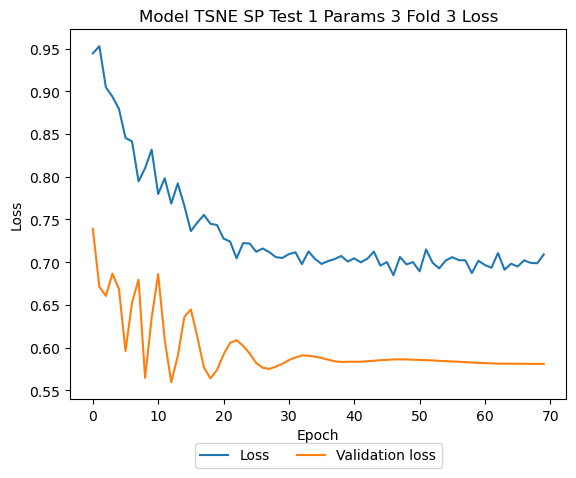 Model TSNE SP Test 1 Params 3 Fold 3 Loss
0.95
0.90
0.85
0.80
0.75
0.70
0.65
0.60
0.55
Loss
0 10 20 30 40 50 60 70
Epoch
Loss Validation loss